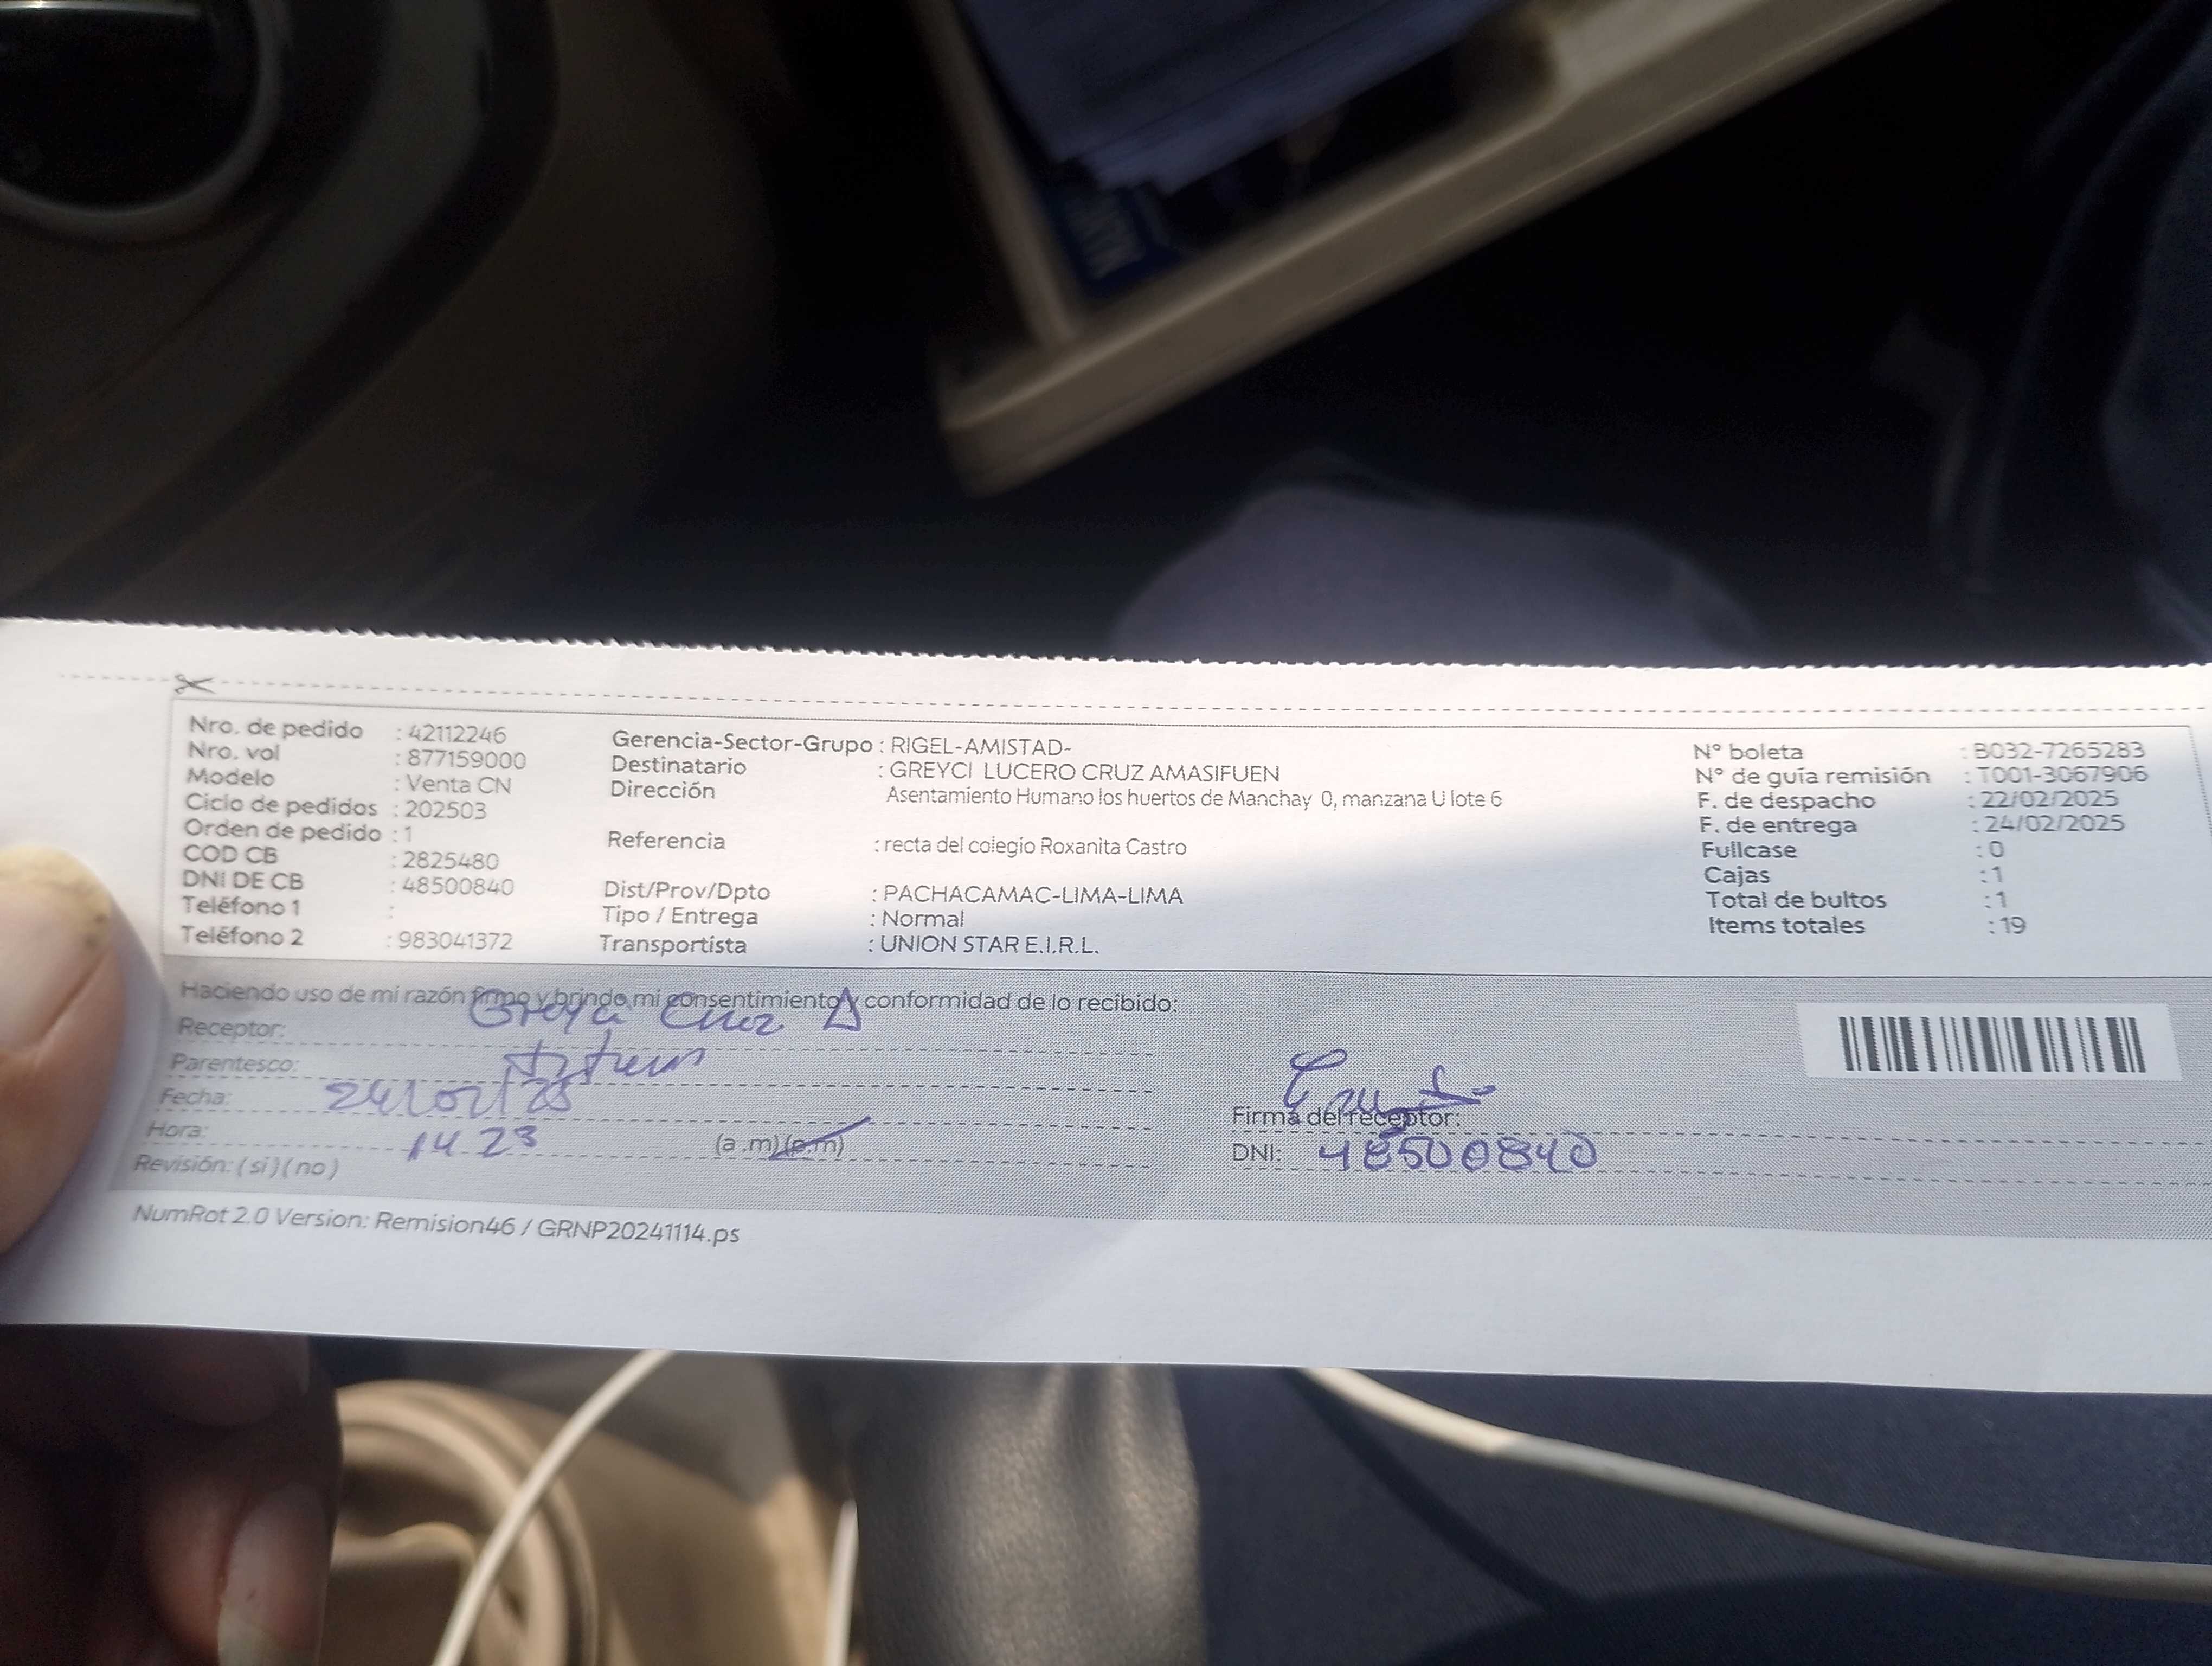 Nro. de pedido : 42112246
Nro. vol : 877159000
Modelo : Venta CN
Ciclo de pedidos : 202503
Orden de pedido : 1
COD CB : 2825480
DNI DE CB : 48500840
Teléfono 1 :
Teléfono 2 : 983041372
Gerencia-Sector-Grupo : RIGEL-AMISTAD-
Destinatario : GREYCI LUCERO CRUZ AMASIFUEN
Dirección Asentamiento Humano los huertos de Manchay 0, manzana U lote 6
Referencia : recta del colegio Roxanita Castro
Dist/Prov/Dpto : PACHACAMAC-LIMA-LIMA
Tipo / Entrega : Normal
Transportista : UNION STAR E.I.R.L.
N° boleta : B032-7265283
N° de guía remisión : T001-3067906
F. de despacho : 22/02/2025
F. de entrega : 24/02/2025
Fullcase : 0
Cajas : 1
Total de bultos : 1
Items totales : 19
Haciendo uso de mi razón firmo y brindo mi consentimiento y conformidad de lo recibido:
Receptor: Greyci Cruz A
Parentesco:
Fecha: 24/02/25
Hora: 14 23 (a .m) (p.m)
Revisión: ( si ) ( no )
Firma del receptor:
DNI: 48500840
NumRot 2.0 Version: Remision46 / GRNP20241114.ps